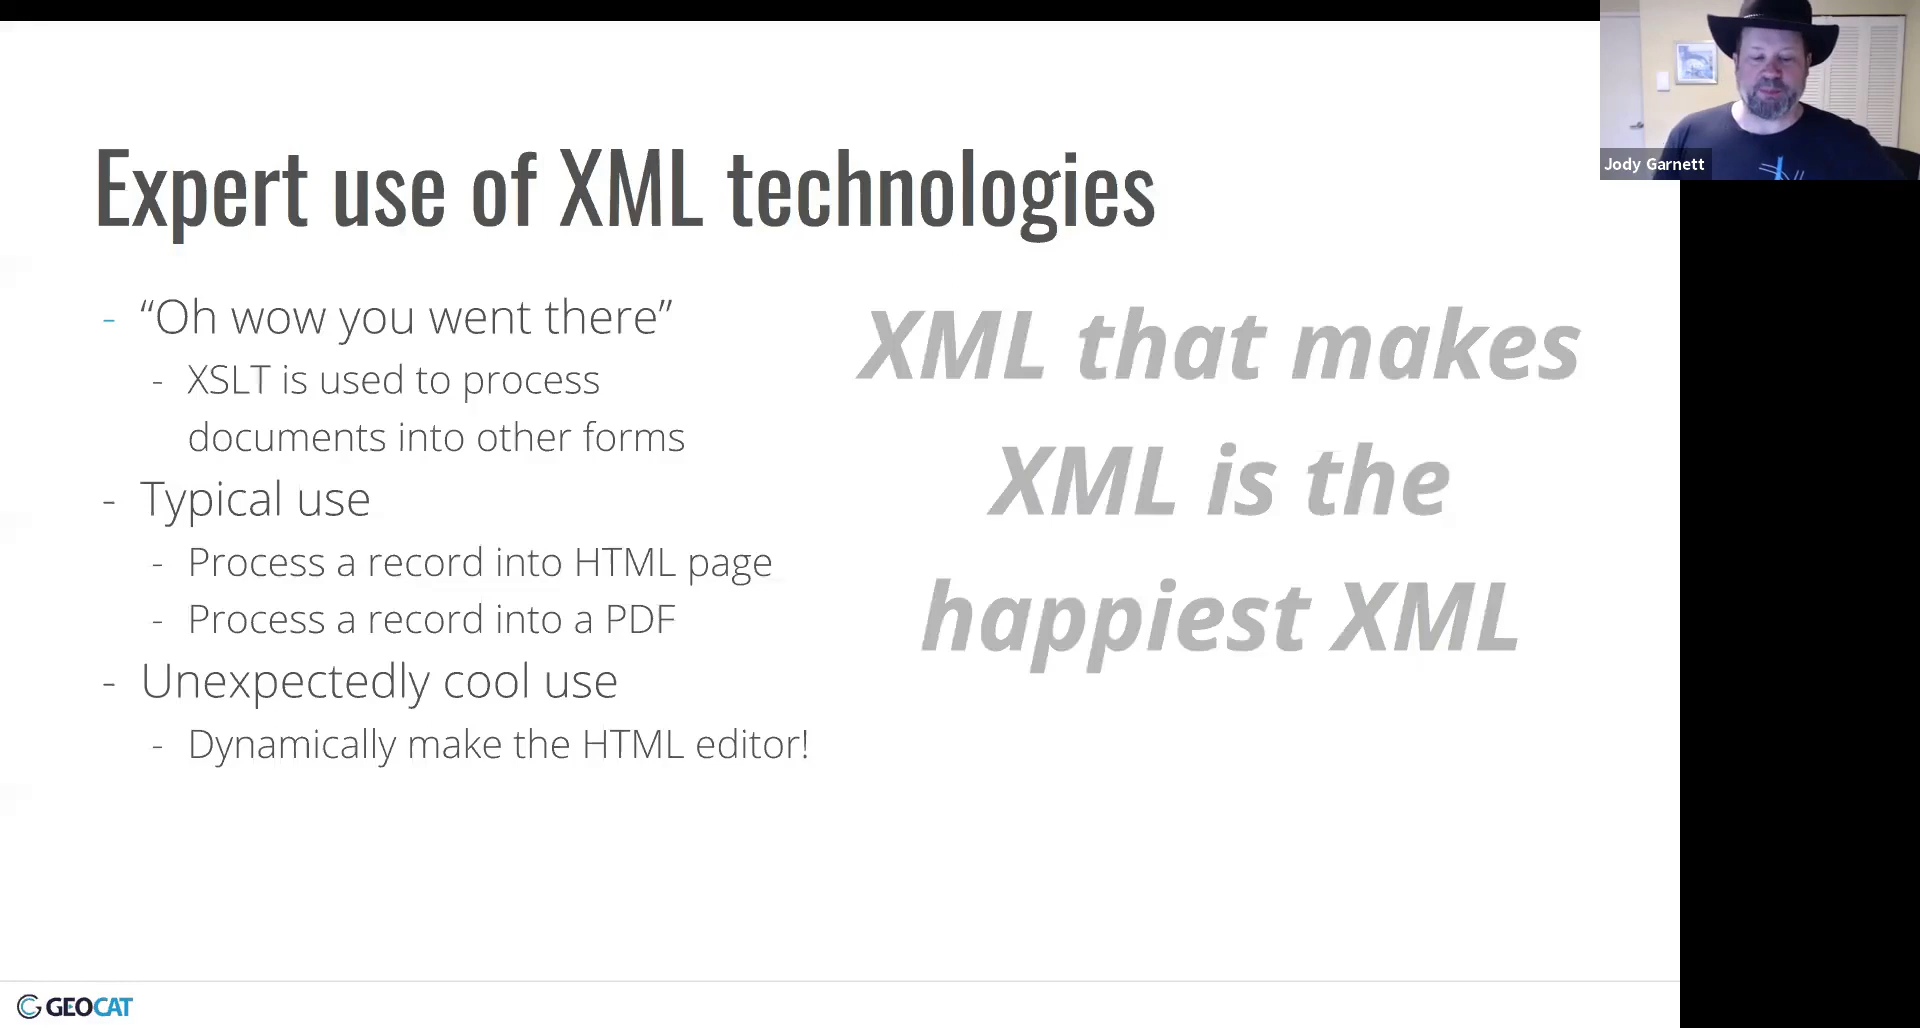 Expert use of XML technologies
- “Oh wow you went there”
- XSLT is used to process
documents into other forms
- Typical use
- Process a record into HTML page
- Process a record into a PDF
- Unexpectedly cool use
- Dynamically make the HTML editor!
XML that makes
XML is the
happiest XML
Jody Garnett
GEOCAT